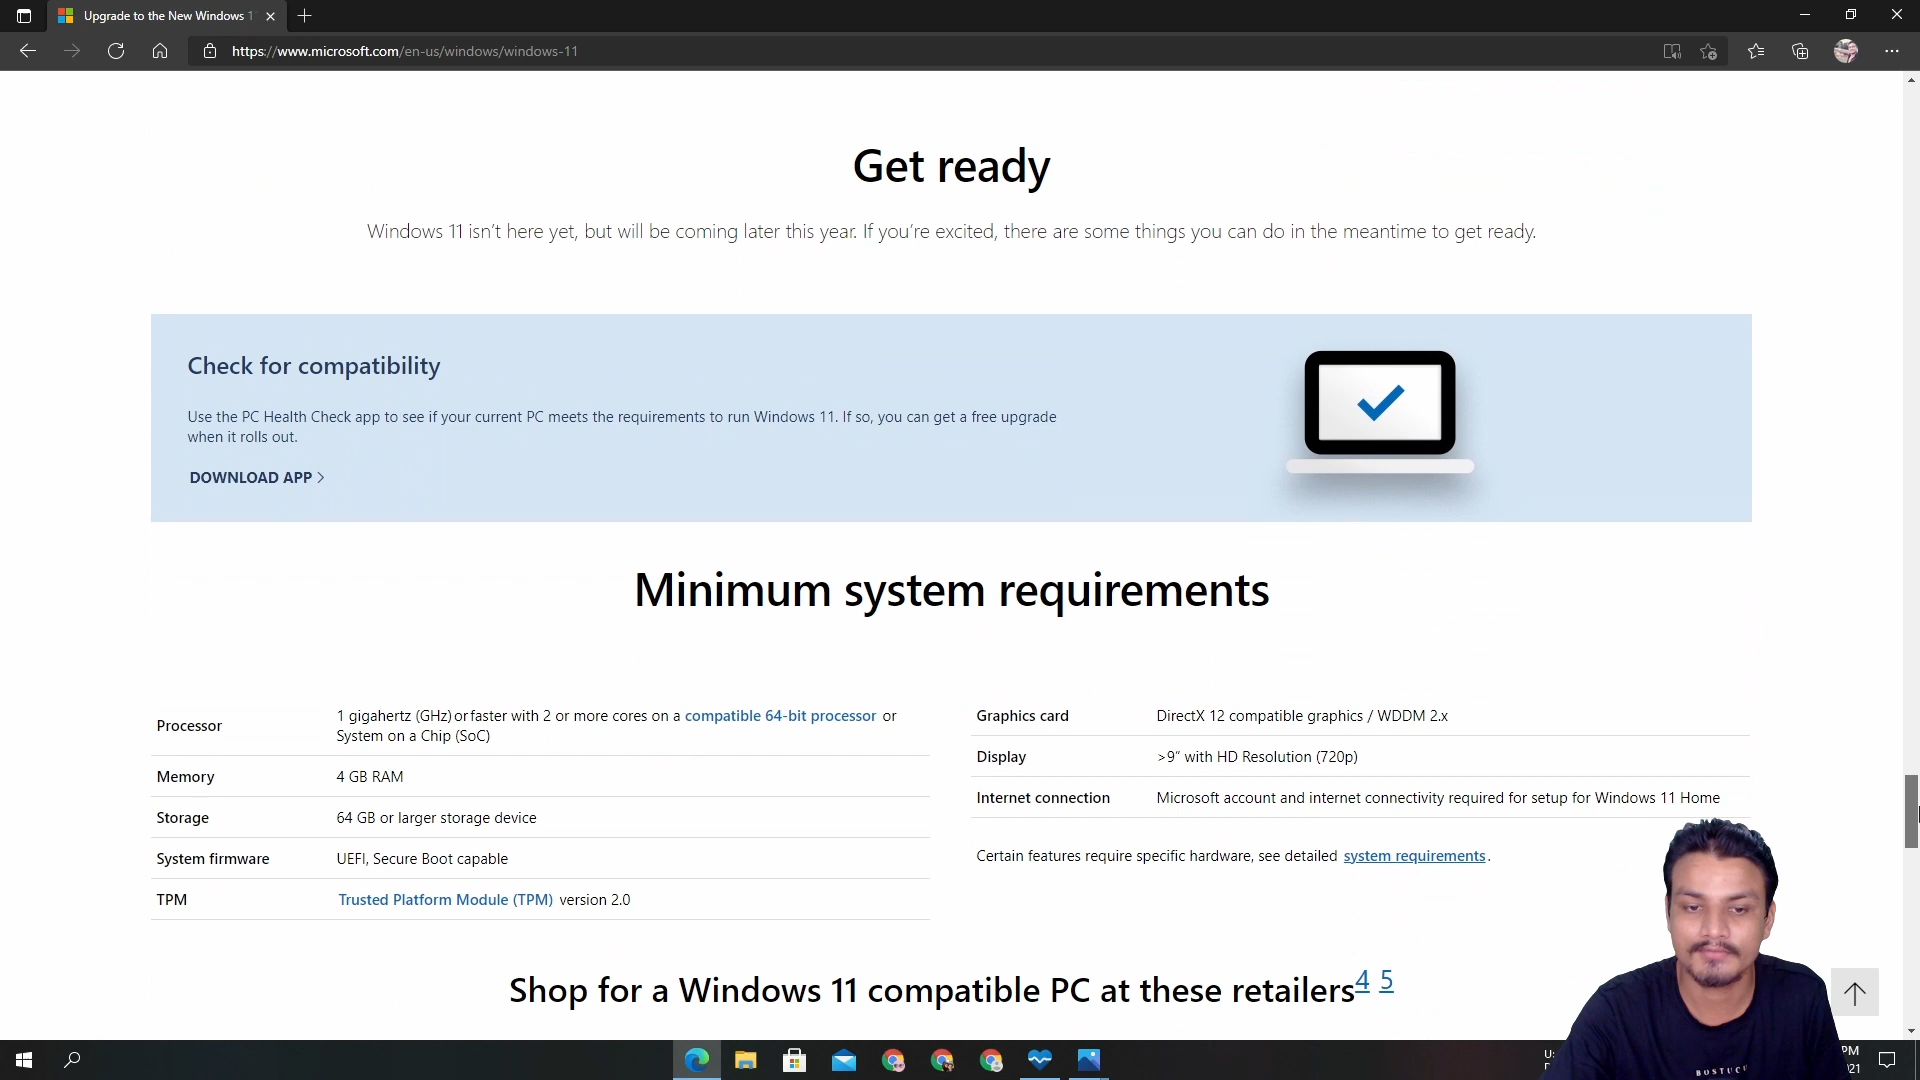 Upgrade to the New Windows 1
https://www.microsoft.com/en-us/windows/windows-11
Get ready
Windows 11 isn't here yet, but will be coming later this year. If you're excited, there are some things you can do in the meantime to get ready.
Check for compatibility
Use the PC Health Check app to see if your current PC meets the requirements to run Windows 11. If so, you can get a free upgrade
when it rolls out.
DOWNLOAD APP >
Minimum system requirements
Processor
1 gigahertz (GHz) or faster with 2 or more cores on a compatible 64-bit processor or
System on a Chip (SoC)
Memory 4 GB RAM
Storage 64 GB or larger storage device
System firmware UEFI, Secure Boot capable
TPM Trusted Platform Module (TPM) version 2.0
Graphics card DirectX 12 compatible graphics / WDDM 2.x
Display >9" with HD Resolution (720p)
Internet connection Microsoft account and internet connectivity required for setup for Windows 11 Home
Certain features require specific hardware, see detailed system requirements.
Shop for a Windows 11 compatible PC at these retailers4 5
PM
21